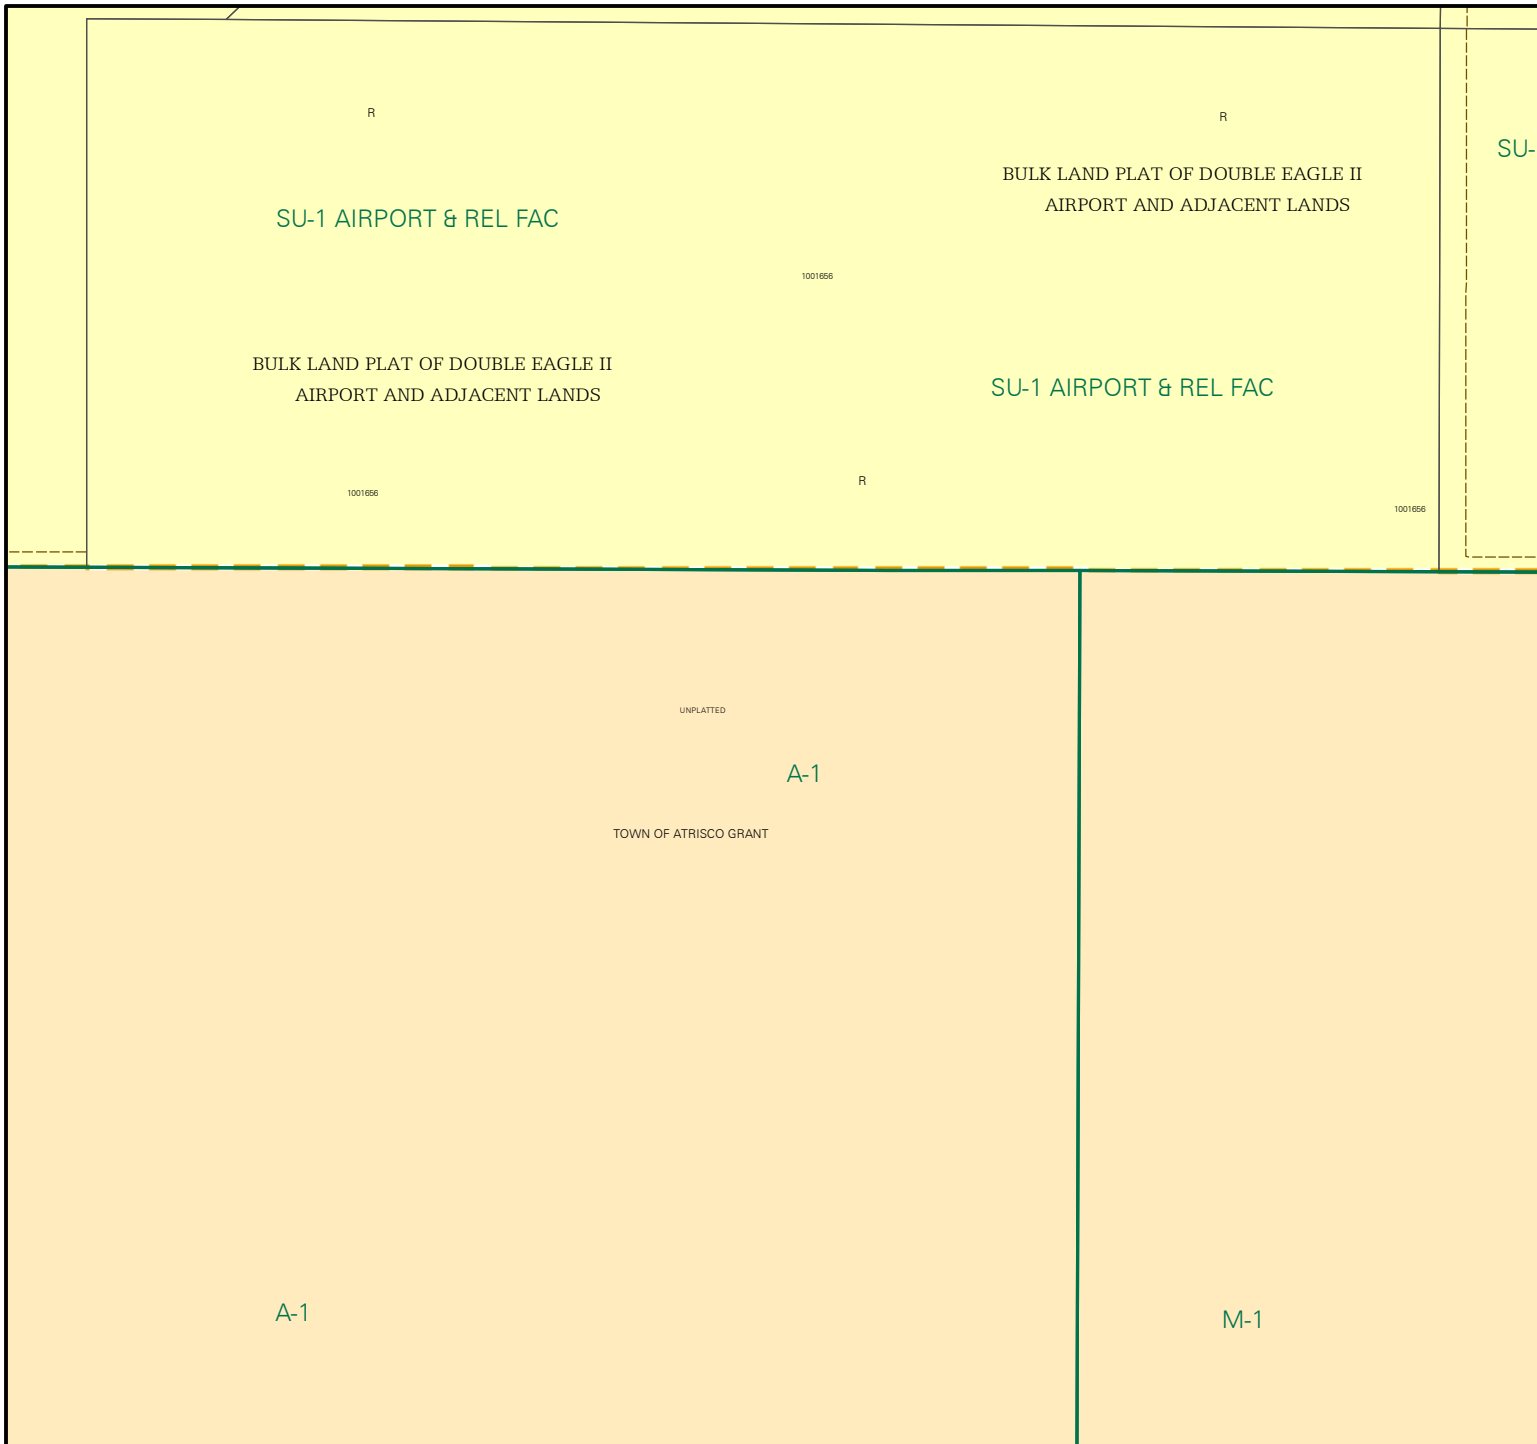 R
R
SU-
BULK LAND PLAT OF DOUBLE EAGLE II
AIRPORT AND ADJACENT LANDS
SU-1 AIRPORT & REL FAC
1001656
BULK LAND PLAT OF DOUBLE EAGLE II
AIRPORT AND ADJACENT LANDS
SU-1 AIRPORT & REL FAC
R
1001656
1001656
UNPLATTED
A-1
TOWN OF ATRISCO GRANT
A-1
M-1